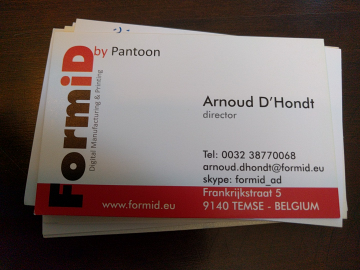 FormiD
by Pantoon
Digital Manufacturing & Printing
Arnoud D'Hondt
director
Tel: 0032 38770068
arnoud.dhondt@formid.eu
skype: formid_ad
Frankrijkstraat 5
www.formid.eu
9140 TEMSE - BELGIUM